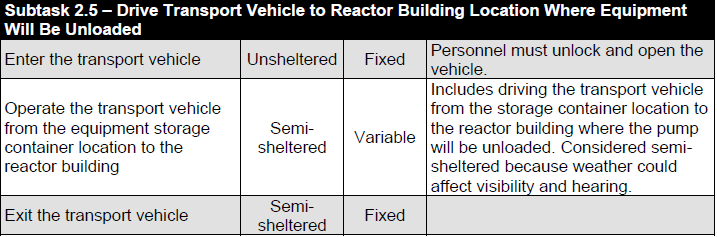 Subtask 2.5 – Drive Transport Vehicle to Reactor Building Location Where Equipment
Will Be Unloaded
Enter the transport vehicle
Unsheltered
Fixed
Personnel must unlock and open the
vehicle.
Operate the transport vehicle
from the equipment storage
container location to the
reactor building
Semi-
sheltered
Variable
Includes driving the transport vehicle
from the storage container location to
the reactor building where the pump
will be unloaded. Considered semi-
sheltered because weather could
affect visibility and hearing.
Exit the transport vehicle
Semi-
sheltered
Fixed